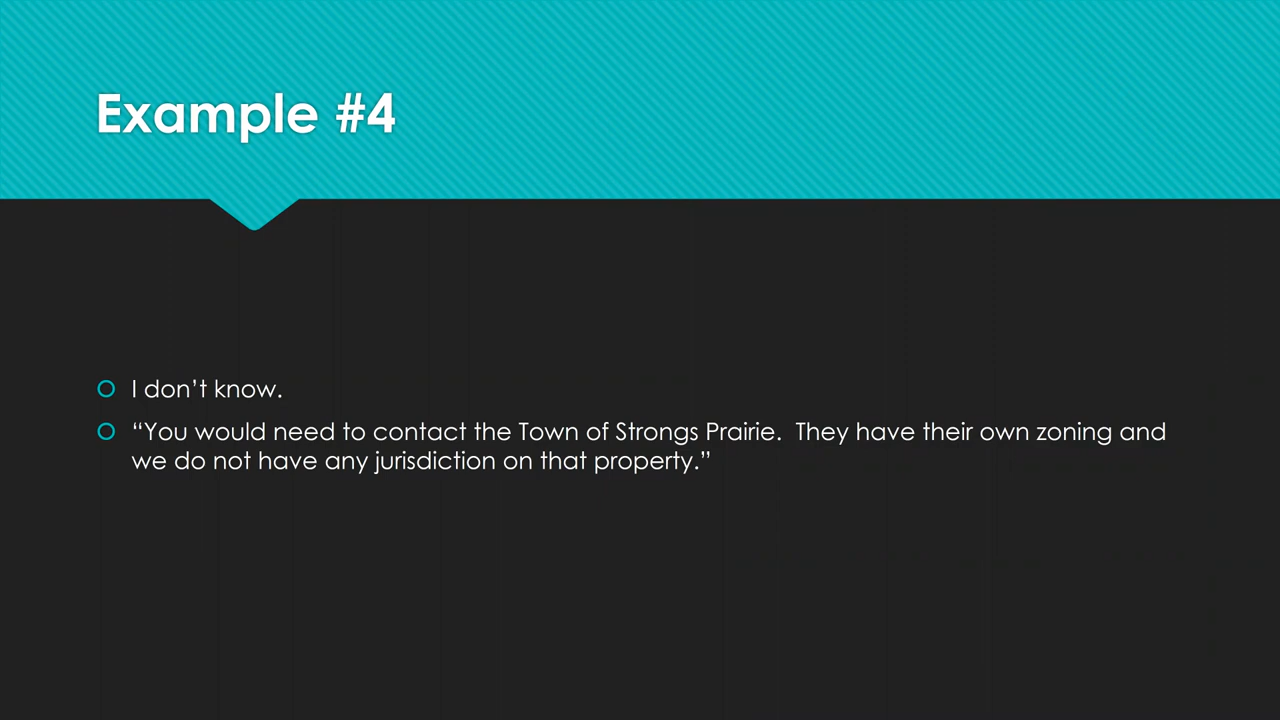 Example #4
I don’t know.
“You would need to contact the Town of Strongs Prairie.  They have their own zoning and
we do not have any jurisdiction on that property.”